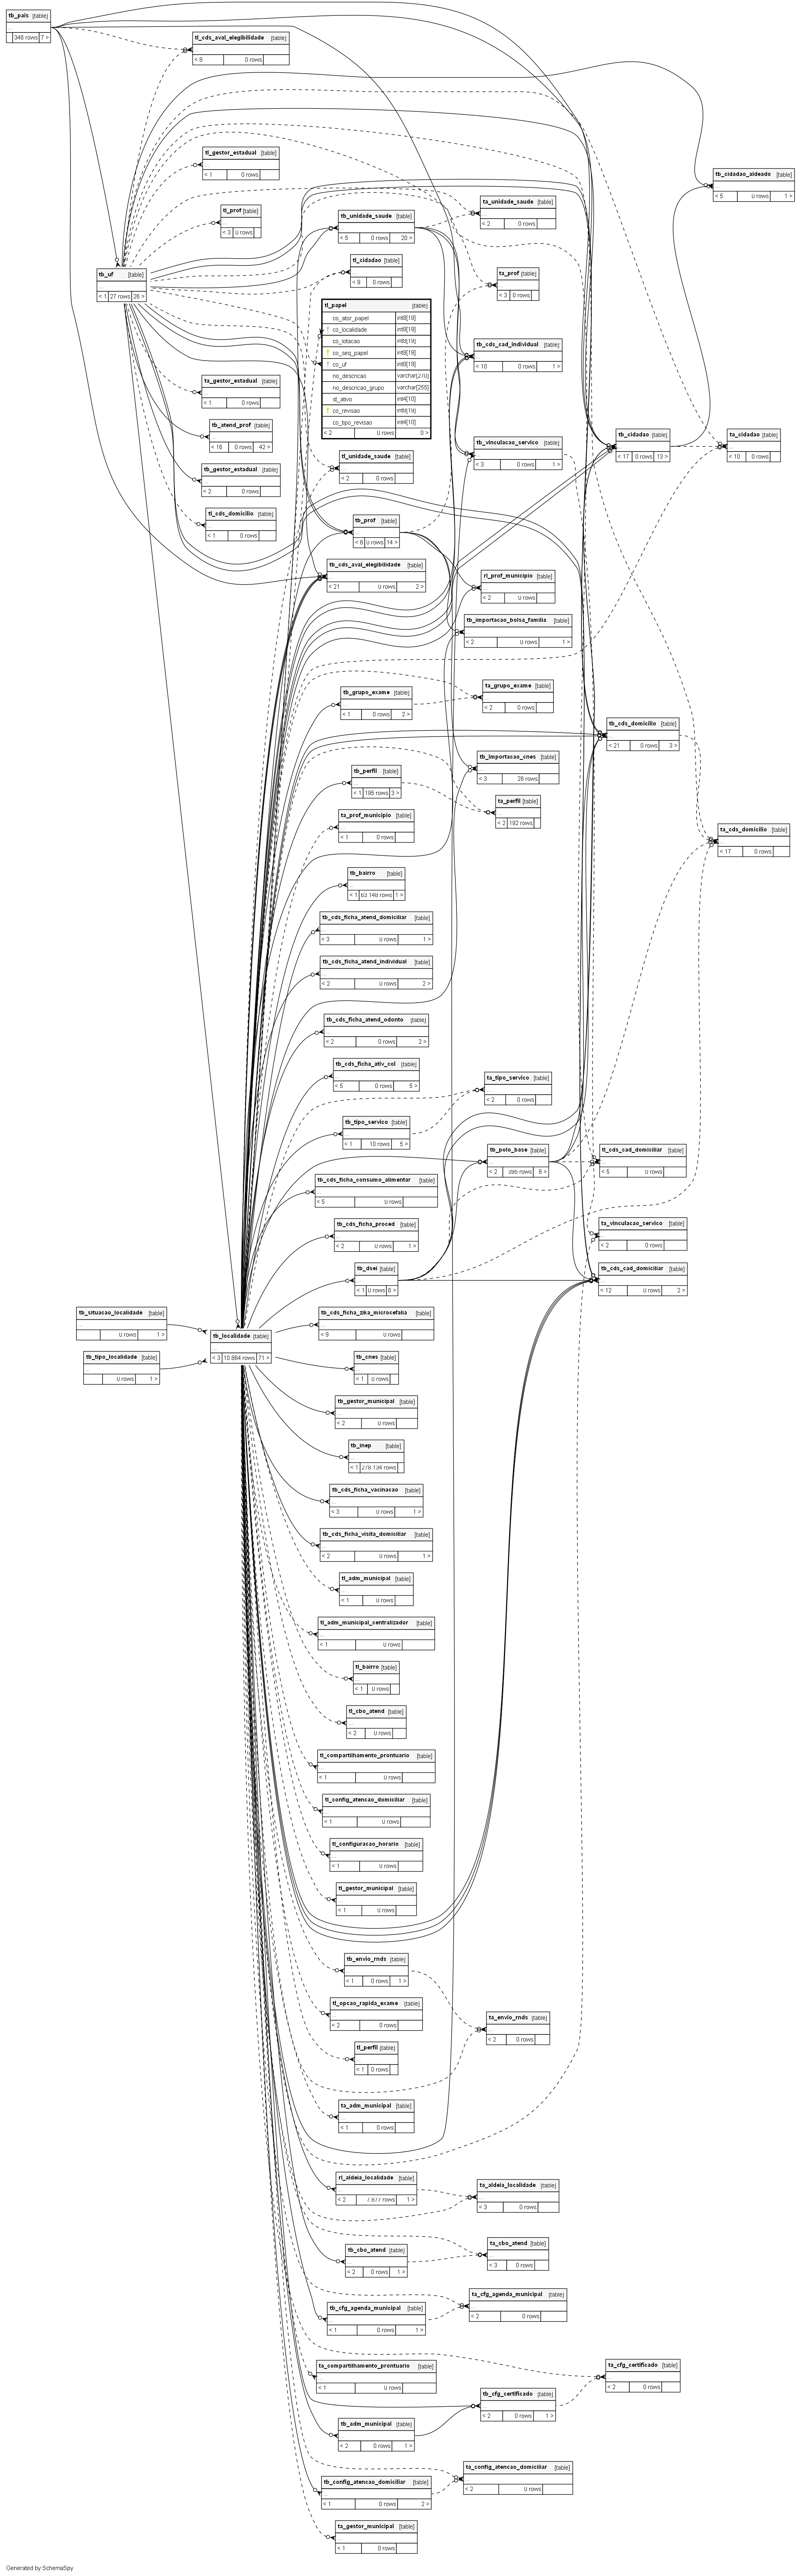 tb_pais [table]
...
346 rows 7 >
tl_cds_aval_elegibilidade [table]
...
< 8 0 rows
tl_gestor_estadual [table]
...
< 1 0 rows
tb_cidadao_aldeado [table]
...
< 5 0 rows 1 >
ta_unidade_saude [table]
...
< 2 0 rows
tl_prof [table]
...
< 3 0 rows
tb_unidade_saude [table]
...
< 5 0 rows 20 >
tb_uf [table]
...
< 1 27 rows 26 >
tl_cidadao [table]
...
< 9 0 rows
ta_prof [table]
...
< 3 0 rows
tl_papel [table]
co_ator_papel int8[19]
co_localidade int8[19]
co_lotacao int8[19]
co_seq_papel int8[19]
co_uf int8[19]
no_descricao varchar[270]
no_descricao_grupo varchar[255]
st_ativo int4[10]
co_revisao int8[19]
co_tipo_revisao int4[10]
< 2 0 rows 0 >
tb_cds_cad_individual [table]
...
< 10 0 rows 1 >
ta_gestor_estadual [table]
...
< 1 0 rows
tb_atend_prof [table]
...
< 16 0 rows 42 >
tb_vinculacao_servico [table]
...
< 3 0 rows 1 >
tb_cidadao [table]
...
< 17 0 rows 13 >
ta_cidadao [table]
...
< 10 0 rows
tb_gestor_estadual [table]
...
< 2 0 rows
tl_unidade_saude [table]
...
< 2 0 rows
tl_cds_domicilio [table]
...
< 1 0 rows
tb_prof [table]
...
< 6 0 rows 14 >
tb_cds_aval_elegibilidade [table]
...
< 21 0 rows 2 >
rl_prof_municipio [table]
...
< 2 0 rows
tb_importacao_bolsa_familia [table]
...
< 2 0 rows 1 >
tb_grupo_exame [table]
...
< 1 0 rows 2 >
ta_grupo_exame [table]
...
< 2 0 rows
tb_cds_domicilio [table]
...
< 21 0 rows 3 >
tb_importacao_cnes [table]
...
< 3 28 rows
tb_perfil [table]
...
< 1 195 rows 3 >
ta_perfil [table]
...
< 2 192 rows
ta_prof_municipio [table]
...
< 1 0 rows
ta_cds_domicilio [table]
...
< 17 0 rows
tb_bairro [table]
...
< 1 63.148 rows 1 >
tb_cds_ficha_atend_domiciliar [table]
...
< 3 0 rows 1 >
tb_cds_ficha_atend_individual [table]
...
< 2 0 rows 2 >
tb_cds_ficha_atend_odonto [table]
...
< 2 0 rows 2 >
tb_cds_ficha_ativ_col [table]
...
< 5 0 rows 5 >
ta_tipo_servico [table]
...
< 2 0 rows
tb_tipo_servico [table]
...
< 1 10 rows 5 >
tb_polo_base [table]
...
< 2 395 rows 6 >
tl_cds_cad_domiciliar [table]
...
< 5 0 rows
tb_cds_ficha_consumo_alimentar [table]
...
< 5 0 rows
tb_cds_ficha_proced [table]
...
< 2 0 rows 1 >
ta_vinculacao_servico [table]
...
< 2 0 rows
tb_dsei [table]
...
< 1 0 rows 6 >
tb_cds_cad_domiciliar [table]
...
< 12 0 rows 2 >
tb_situacao_localidade [table]
...
0 rows 1 >
tb_cds_ficha_zika_microcefalia [table]
...
< 9 0 rows
tb_localidade [table]
...
< 3 10.864 rows 71 >
tb_tipo_localidade [table]
...
0 rows 1 >
tb_cnes [table]
...
< 1 0 rows
tb_gestor_municipal [table]
...
< 2 0 rows
tb_inep [table]
...
< 1 278.134 rows
tb_cds_ficha_vacinacao [table]
...
< 3 0 rows 1 >
tb_cds_ficha_visita_domiciliar [table]
...
< 2 0 rows 1 >
tl_adm_municipal [table]
...
< 1 0 rows
tl_adm_municipal_centralizador [table]
...
< 1 0 rows
tl_bairro [table]
...
< 1 0 rows
tl_cbo_atend [table]
...
< 2 0 rows
tl_compartilhamento_prontuario [table]
...
< 1 0 rows
tl_config_atencao_domiciliar [table]
...
< 1 0 rows
tl_configuracao_horario [table]
...
< 1 0 rows
tl_gestor_municipal [table]
...
< 1 0 rows
tb_envio_rnds [table]
...
< 1 0 rows 1 >
tl_opcao_rapida_exame [table]
...
< 2 0 rows
ta_envio_rnds [table]
...
< 2 0 rows
tl_perfil [table]
...
< 1 0 rows
ta_adm_municipal [table]
...
< 1 0 rows
rl_aldeia_localidade [table]
...
< 2 7.877 rows 1 >
ta_aldeia_localidade [table]
...
< 3 0 rows
tb_cbo_atend [table]
...
< 2 0 rows 1 >
ta_cbo_atend [table]
...
< 3 0 rows
tb_cfg_agenda_municipal [table]
...
< 1 0 rows 1 >
ta_cfg_agenda_municipal [table]
...
< 2 0 rows
ta_compartilhamento_prontuario [table]
...
< 1 0 rows
ta_cfg_certificado [table]
...
< 2 0 rows
tb_cfg_certificado [table]
...
< 2 0 rows 1 >
tb_adm_municipal [table]
...
< 2 0 rows 1 >
ta_config_atencao_domiciliar [table]
...
< 2 0 rows
tb_config_atencao_domiciliar [table]
...
< 1 0 rows 2 >
ta_gestor_municipal [table]
...
< 1 0 rows
Generated by SchemaSpy